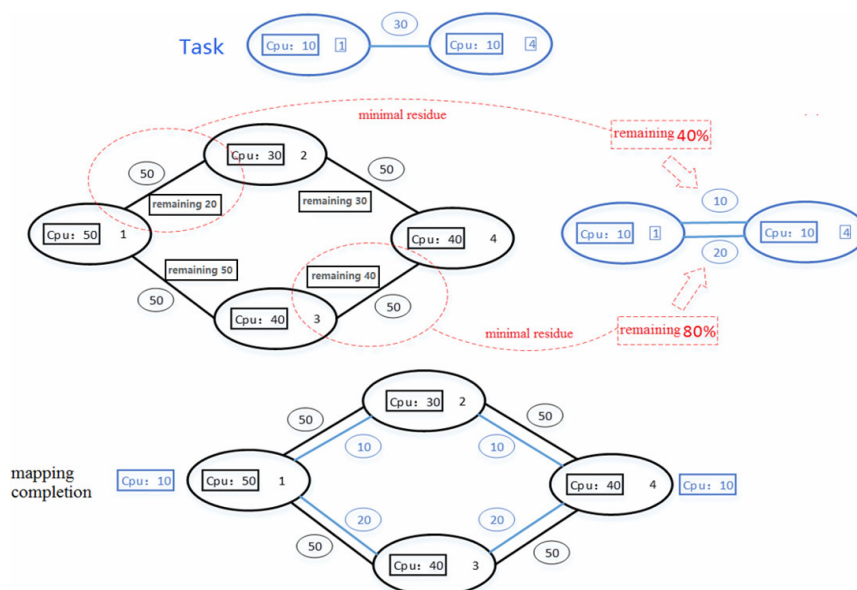 Task
30
Cpu: 10 1
Cpu: 10 4
minimal residue
remaining 40%
Cpu: 30 2
50
50
remaining 20
remaining 30
10
Cpu: 50 1
Cpu: 40 4
Cpu: 10 1
Cpu: 10 4
20
remaining 50
remaining 40
50
50
Cpu: 40 3
minimal residue
remaining 80%
Cpu: 30 2
50
50
10
10
mapping
completion
Cpu: 10
Cpu: 50 1
Cpu: 40 4
Cpu: 10
20
20
50
50
Cpu: 40 3